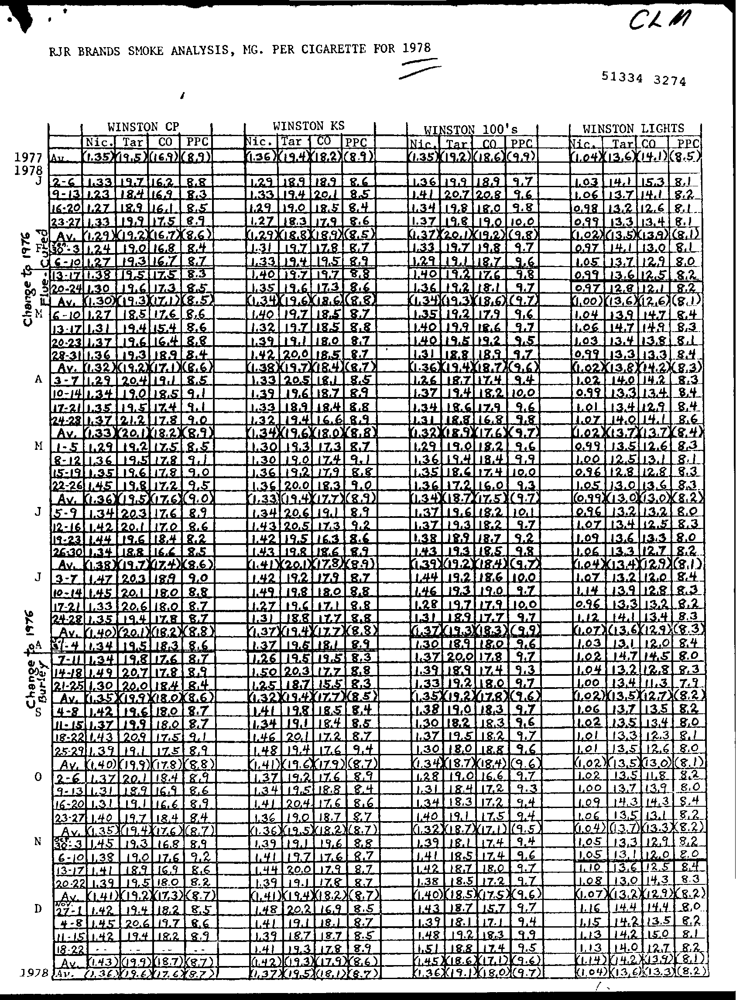 CLM
RJR BRANDS SMOKE ANALYSIS, MG. PER CIGARETTE FOR 1978
51334 3274
WINSTON CP WINSTON KS WINSTON 100's WINSTON LIGHTS
Nic. Tar CO PPC Nic. Tar CO PPC Nic. Tar CO PPC Nic. Tar CO PPC
1977 Av. (1.35)(19.5)(16.9)(8.9) (1.36)(19.4)(18.2)(8.9) (1.35)(19.2)(18.6)(9.9) (1.04)(13.6)(14.1)(8.5)
1978
J 2-6 1.33 19.7 16.2 8.8 1.29 18.9 18.9 8.6 1.36 19.9 18.9 9.7 1.03 14.1 15.3 8.1
9-13 1.23 18.4 16.9 8.3 1.33 19.4 20.1 8.5 1.41 20.7 20.8 9.6 1.06 13.7 14.1 8.2
16-20 1.27 18.9 16.1 8.5 1.29 19.0 18.5 8.4 1.34 19.8 18.0 9.8 0.98 13.2 12.6 8.1
23-27 1.33 19.9 17.5 8.9 1.27 18.3 17.9 8.6 1.37 19.8 19.0 10.0 0.99 13.3 13.4 8.1
Av. (1.29)(19.2)(16.7)(8.6) (1.29)(18.8)(18.9)(8.5) (1.37)(20.1)(19.2)(9.8) (1.02)(13.5)(13.9)(8.1)
Change to 1976 Flue-Cured
F 30-3 1.24 19.0 16.8 8.4 1.31 19.7 17.8 8.7 1.33 19.7 19.8 9.7 0.97 14.1 13.0 8.1
6-10 1.27 19.3 16.7 8.7 1.33 19.4 19.5 8.9 1.29 19.1 18.7 9.6 1.05 13.7 12.9 8.0
13-17 1.38 19.5 17.5 8.3 1.40 19.7 19.7 8.8 1.40 19.2 17.6 9.8 0.99 13.6 12.5 8.2
20-24 1.30 19.6 17.3 8.5 1.35 19.6 17.3 8.6 1.36 19.2 18.1 9.7 0.97 12.8 12.1 8.2
Av. (1.30)(19.3)(17.1)(8.5) (1.34)(19.6)(18.6)(8.8) (1.34)(19.3)(18.6)(9.7) (1.00)(13.6)(12.6)(8.1)
M 6-10 1.27 18.5 17.6 8.6 1.40 19.7 18.5 8.7 1.35 19.2 17.9 9.6 1.04 13.9 14.7 8.4
13-17 1.31 19.4 15.4 8.6 1.32 19.7 18.5 8.8 1.40 19.9 18.6 9.7 1.06 14.7 14.9 8.3
20-23 1.37 19.6 16.4 8.8 1.39 19.1 18.0 8.7 1.40 19.5 19.2 9.5 1.03 13.4 13.8 8.1
28-31 1.36 19.3 18.9 8.4 1.42 20.0 18.5 8.7 1.31 18.8 18.9 9.7 0.99 13.3 13.3 8.4
Av. (1.32)(19.2)(17.1)(8.6) (1.38)(19.7)(18.4)(8.7) (1.36)(19.4)(18.7)(9.6) (1.02)(13.8)(14.2)(8.3)
A 3-7 1.29 20.4 19.1 8.5 1.33 20.5 18.1 8.5 1.26 18.7 17.4 9.4 1.02 14.0 14.2 8.3
10-14 1.34 19.0 18.5 9.1 1.39 19.6 18.7 8.9 1.37 19.4 18.2 10.0 0.99 13.3 13.4 8.4
17-21 1.35 19.5 17.4 9.1 1.33 18.9 18.4 8.8 1.34 18.6 17.9 9.6 1.01 13.4 12.9 8.4
24-28 1.37 21.2 17.8 9.0 1.32 19.4 16.6 8.9 1.31 18.8 16.8 9.8 1.07 14.0 14.1 8.6
Av. (1.33)(20.1)(18.2)(8.9) (1.34)(19.6)(18.0)(8.8) (1.32)(18.9)(17.6)(9.7) (1.02)(13.7)(13.7)(8.4)
M 1-5 1.29 19.2 17.5 8.5 1.30 19.3 17.3 8.7 1.29 19.0 18.2 9.6 0.99 13.5 12.6 8.3
8-12 1.36 19.5 17.8 9.1 1.30 19.0 17.4 9.1 1.36 19.4 18.4 9.9 1.00 12.5 13.1 8.1
15-19 1.35 19.6 17.8 9.0 1.36 19.2 17.9 8.8 1.35 18.6 17.4 10.0 0.96 12.8 12.8 8.3
22-26 1.45 19.8 17.2 9.5 1.36 20.0 18.3 9.0 1.36 17.2 16.0 9.3 1.05 13.0 13.6 8.3
Av. (1.36)(19.5)(17.6)(9.0) (1.33)(19.4)(17.7)(8.9) (1.34)(18.7)(17.5)(9.7) (0.99)(13.0)(13.0)(8.2)
J 5-9 1.34 20.3 17.6 8.9 1.34 20.6 19.1 8.9 1.37 19.6 18.2 10.1 0.96 13.2 13.2 8.0
12-16 1.42 20.1 17.0 8.6 1.43 20.5 17.3 9.2 1.37 19.3 18.2 9.7 1.07 13.4 12.5 8.3
19-23 1.44 19.6 18.4 8.2 1.42 19.5 16.3 8.6 1.38 18.9 18.7 9.2 1.09 13.6 13.3 8.0
26-30 1.34 18.8 16.6 8.5 1.43 19.8 18.6 8.9 1.43 19.3 18.5 9.8 1.06 13.3 12.7 8.2
Av. (1.38)(19.7)(17.4)(8.6) (1.41)(20.1)(17.8)(8.9) (1.39)(19.2)(18.4)(9.7) (1.04)(13.4)(12.9)(8.1)
J 3-7 1.47 20.3 18.9 9.0 1.42 19.2 17.9 8.7 1.44 19.2 18.6 10.0 1.07 13.2 12.0 8.4
10-14 1.45 20.1 18.0 8.8 1.49 19.8 18.0 8.8 1.46 19.3 19.0 9.7 1.14 13.9 12.8 8.3
17-21 1.33 20.6 18.0 8.7 1.27 19.6 17.1 8.8 1.28 19.7 17.9 10.0 0.96 13.3 13.2 8.2
24-28 1.35 19.4 17.8 8.7 1.31 18.8 17.7 8.8 1.31 18.9 17.7 9.7 1.12 14.1 13.4 8.3
Av. (1.40)(20.1)(18.2)(8.8) (1.37)(19.4)(17.7)(8.8) (1.37)(19.3)(18.3)(9.9) (1.07)(13.6)(12.9)(8.3)
Change to 1976 Burley
A 31-4 1.34 19.5 18.3 8.6 1.37 19.5 18.1 8.9 1.30 18.9 18.0 9.6 1.03 13.1 12.0 8.4
7-11 1.34 19.8 17.6 8.7 1.26 19.5 19.5 8.3 1.37 20.0 17.8 9.7 1.02 14.7 14.5 8.0
14-18 1.49 20.7 17.8 8.9 1.50 20.3 17.7 8.8 1.39 18.9 17.4 9.3 1.04 13.2 12.8 8.3
21-25 1.30 20.0 18.4 8.4 1.25 18.7 15.5 8.3 1.33 19.2 18.0 9.7 1.00 13.4 11.3 7.9
Av. (1.35)(19.9)(18.0)(8.6) (1.32)(19.4)(17.7)(8.5) (1.35)(19.2)(17.8)(9.6) (1.02)(13.5)(12.7)(8.2)
S 4-8 1.42 19.6 18.0 8.7 1.41 19.8 18.5 8.4 1.38 19.0 18.3 9.7 1.06 13.7 13.5 8.2
11-15 1.37 19.9 18.0 8.7 1.34 19.1 18.4 8.5 1.30 18.2 18.3 9.6 1.02 13.5 13.4 8.0
18-22 1.43 20.9 17.5 9.1 1.46 20.1 17.2 8.7 1.37 19.5 18.2 9.7 1.01 13.3 12.3 8.1
25-29 1.39 19.1 17.5 8.9 1.48 19.4 17.6 9.4 1.30 18.0 18.8 9.6 1.01 13.5 12.6 8.0
Av. (1.40)(19.9)(17.8)(8.8) (1.41)(19.6)(17.9)(8.7) (1.34)(18.7)(18.4)(9.6) (1.02)(13.5)(13.0)(8.1)
O 2-6 1.37 20.1 18.4 8.9 1.37 19.2 17.6 8.9 1.28 19.0 16.6 9.7 1.02 13.5 11.8 8.2
9-13 1.31 18.9 16.9 8.6 1.34 19.5 18.8 8.4 1.31 18.4 17.2 9.3 1.00 13.7 13.9 8.0
16-20 1.31 19.1 16.6 8.9 1.41 20.4 17.6 8.6 1.34 18.3 17.2 9.4 1.09 14.3 14.3 8.4
23-27 1.40 19.7 18.4 8.4 1.36 19.0 18.7 8.7 1.40 19.1 17.5 9.4 1.06 13.5 13.1 8.2
Av. (1.35)(19.4)(17.6)(8.7) (1.36)(19.5)(18.2)(8.7) (1.32)(18.7)(17.1)(9.5) (1.04)(13.7)(13.3)(8.2)
N 30-3 1.45 19.3 16.8 8.9 1.39 19.1 19.6 8.8 1.39 18.1 17.4 9.4 1.05 13.3 12.9 8.2
6-10 1.38 19.0 17.6 9.2 1.41 19.7 17.6 8.6 1.41 18.5 17.4 9.6 1.05 13.1 12.0 8.0
13-17 1.41 18.9 16.9 8.6 1.44 20.0 17.9 8.7 1.42 18.7 18.0 9.7 1.10 13.6 12.5 8.4
20-22 1.39 19.5 18.0 8.2 1.39 19.1 17.8 8.7 1.38 18.5 17.2 9.7 1.08 13.0 14.3 8.3
Av. (1.41)(19.2)(17.3)(8.7) (1.41)(19.4)(18.2)(8.7) (1.40)(18.5)(17.5)(9.6) (1.07)(13.2)(12.9)(8.2)
D Nov. 27-1 1.42 19.4 18.2 8.5 1.48 20.2 16.9 8.5 1.43 18.7 15.7 9.7 1.16 14.4 14.4 8.0
4-8 1.45 20.6 19.7 8.6 1.41 19.1 18.1 8.7 1.39 18.1 17.1 9.4 1.15 14.2 13.5 8.2
11-15 1.42 19.4 18.2 8.9 1.39 18.7 18.7 8.5 1.48 19.2 18.3 9.9 1.13 14.2 15.0 8.1
18-22 - - - - 1.41 19.3 17.8 8.9 1.51 18.8 17.4 9.5 1.13 14.0 12.7 8.2
Av. (1.43)(19.9)(18.7)(8.7) (1.42)(19.3)(17.9)(8.6) (1.45)(18.6)(17.1)(9.6) (1.14)(14.2)(13.9)(8.1)
1978 Av. (1.36)(19.6)(17.6)(8.7) (1.37)(19.5)(18.1)(8.7) (1.36)(19.1)(18.0)(9.7) (1.04)(13.6)(13.3)(8.2)